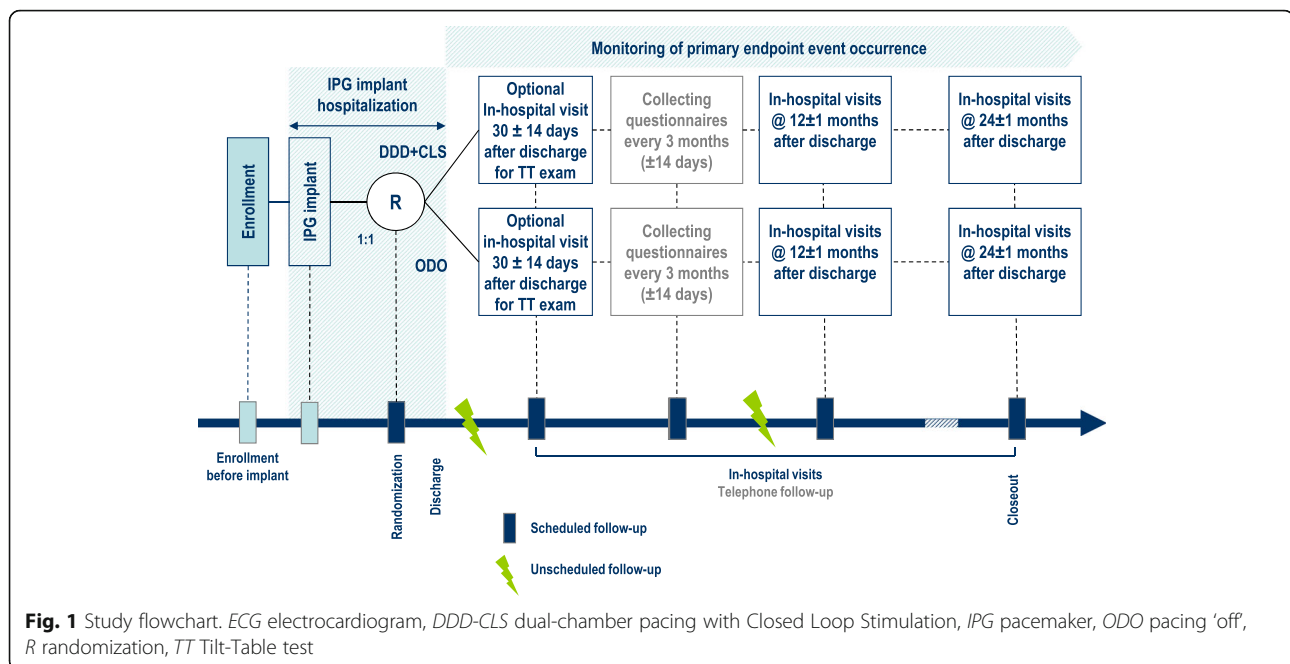 Monitoring of primary endpoint event occurrence
IPG implant
hospitalization
Enrollment
IPG implant
R
1:1
DDD+CLS
ODO
Optional
In-hospital visit
30 ± 14 days
after discharge
for TT exam
Collecting
questionnaires
every 3 months
(±14 days)
In-hospital visits
@ 12±1 months
after discharge
In-hospital visits
@ 24±1 months
after discharge
Optional
in-hospital visit
30 ± 14 days
after discharge
for TT exam
Collecting
questionnaires
every 3 months
(±14 days)
In-hospital visits
@ 12±1 months
after discharge
In-hospital visits
@ 24±1 months
after discharge
Enrollment
before implant
Randomization
Discharge
In-hospital visits
Telephone follow-up
Closeout
Scheduled follow-up
Unscheduled follow-up
Fig. 1 Study flowchart. ECG electrocardiogram, DDD-CLS dual-chamber pacing with Closed Loop Stimulation, IPG pacemaker, ODO pacing ‘off’,
R randomization, TT Tilt-Table test